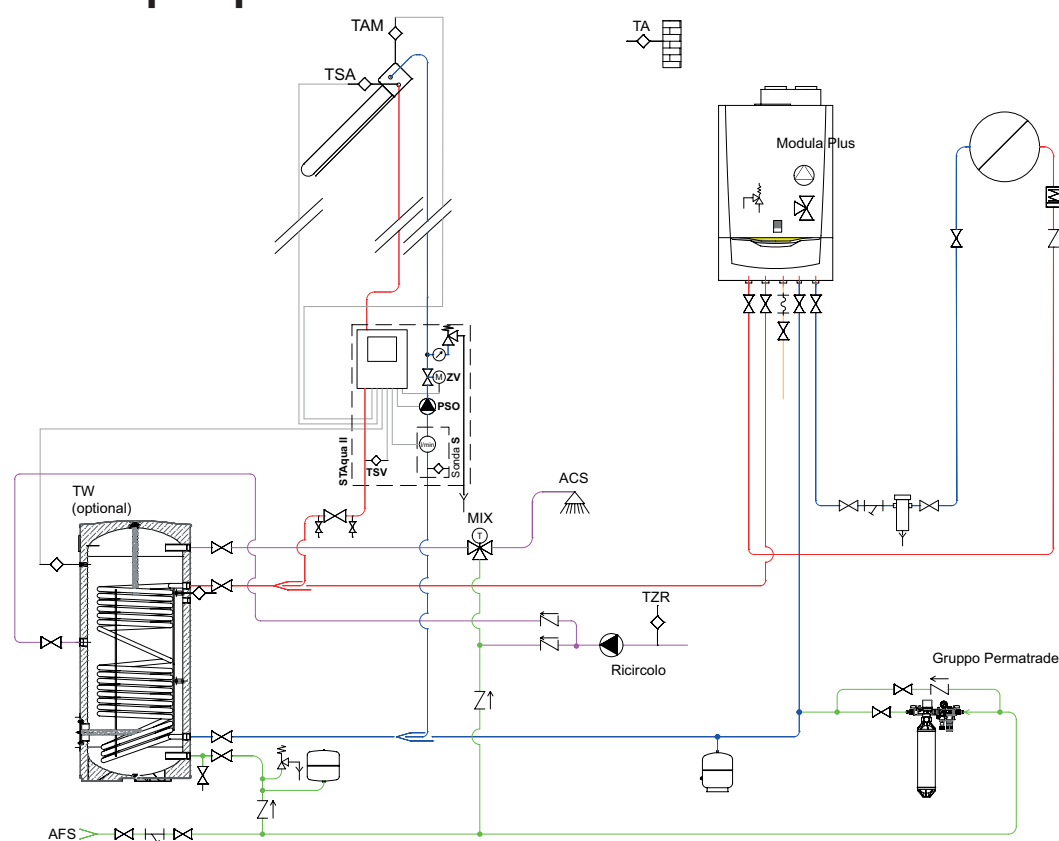 TAM
TA
TSA
Modula Plus
M
ZV
PSO
l/min
STAqua II
TSV
Sonda S
TW
(optional)
ACS
MIX
T
TZR
Ricircolo
Gruppo Permatrade
AFS